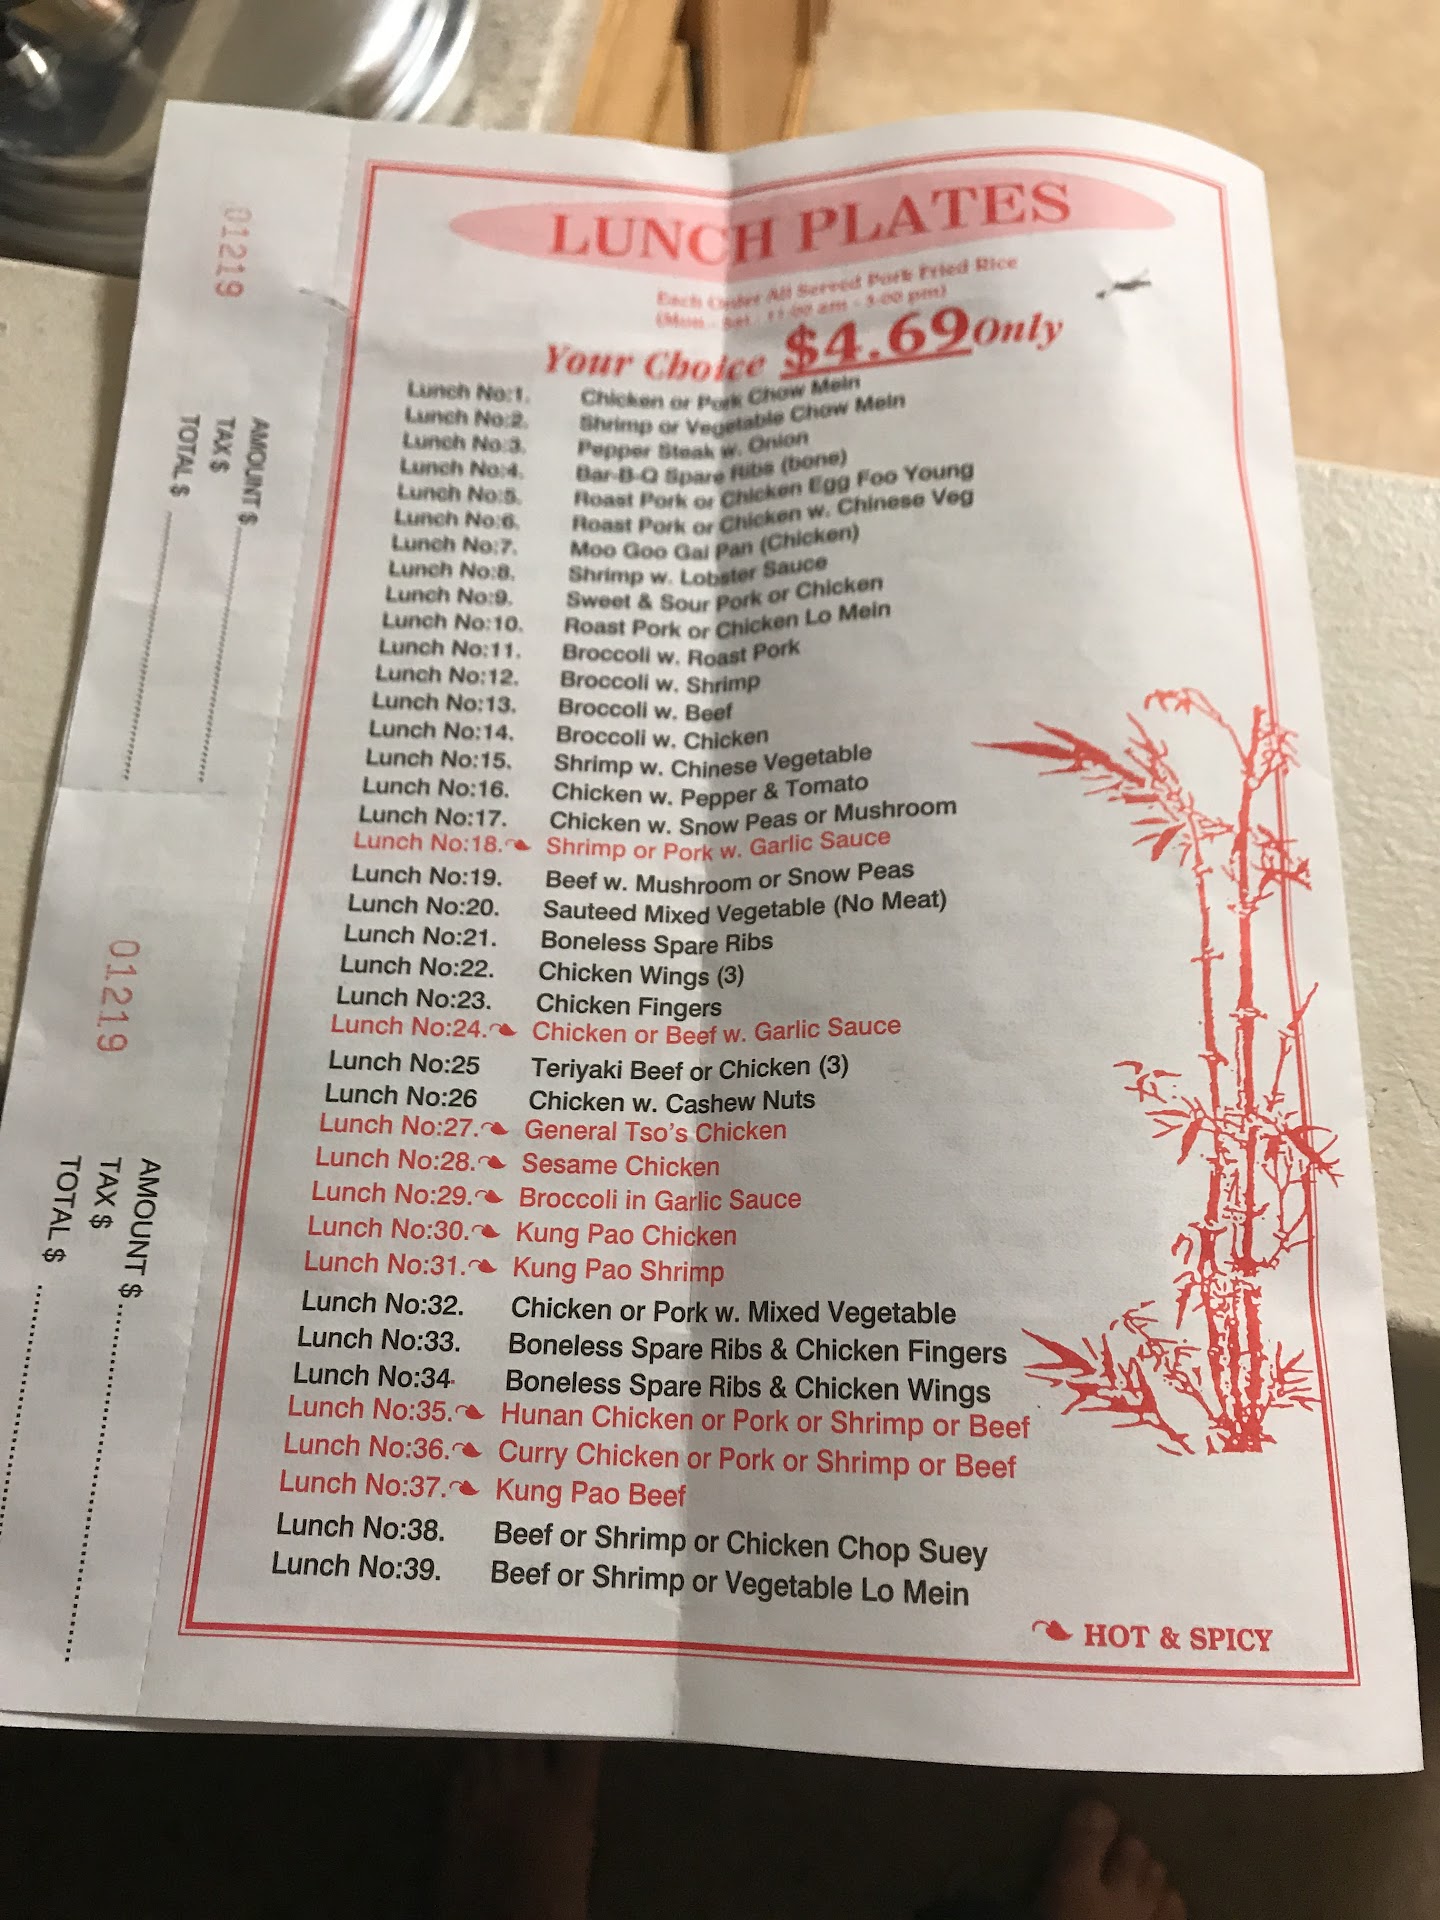 LUNCH PLATES
Each Order All Served Pork Fried Rice
(Mon - Sat: 11:00 am - 3:00 pm)
Your Choice $4.69 Only
Lunch No:1. Chicken or Pork Chow Mein
Lunch No:2. Shrimp or Vegetable Chow Mein
Lunch No:3. Pepper Steak w. Onion
Lunch No:4. Bar-B-Q Spare Ribs (bone)
Lunch No:5. Roast Pork or Chicken Egg Foo Young
Lunch No:6. Roast Pork or Chicken w. Chinese Veg
Lunch No:7. Moo Goo Gai Pan (Chicken)
Lunch No:8. Shrimp w. Lobster Sauce
Lunch No:9. Sweet & Sour Pork or Chicken
Lunch No:10. Roast Pork or Chicken Lo Mein
Lunch No:11. Broccoli w. Roast Pork
Lunch No:12. Broccoli w. Shrimp
Lunch No:13. Broccoli w. Beef
Lunch No:14. Broccoli w. Chicken
Lunch No:15. Shrimp w. Chinese Vegetable
Lunch No:16. Chicken w. Pepper & Tomato
Lunch No:17. Chicken w. Snow Peas or Mushroom
Lunch No:18. Shrimp or Pork w. Garlic Sauce
Lunch No:19. Beef w. Mushroom or Snow Peas
Lunch No:20. Sauteed Mixed Vegetable (No Meat)
Lunch No:21. Boneless Spare Ribs
Lunch No:22. Chicken Wings (3)
Lunch No:23. Chicken Fingers
Lunch No:24. Chicken or Beef w. Garlic Sauce
Lunch No:25 Teriyaki Beef or Chicken (3)
Lunch No:26 Chicken w. Cashew Nuts
Lunch No:27. General Tso's Chicken
Lunch No:28. Sesame Chicken
Lunch No:29. Broccoli in Garlic Sauce
Lunch No:30. Kung Pao Chicken
Lunch No:31. Kung Pao Shrimp
Lunch No:32. Chicken or Pork w. Mixed Vegetable
Lunch No:33. Boneless Spare Ribs & Chicken Fingers
Lunch No:34. Boneless Spare Ribs & Chicken Wings
Lunch No:35. Hunan Chicken or Pork or Shrimp or Beef
Lunch No:36. Curry Chicken or Pork or Shrimp or Beef
Lunch No:37. Kung Pao Beef
Lunch No:38. Beef or Shrimp or Chicken Chop Suey
Lunch No:39. Beef or Shrimp or Vegetable Lo Mein
HOT & SPICY
01219
AMOUNT $
TAX $
TOTAL $
01219
AMOUNT $
TAX $
TOTAL $